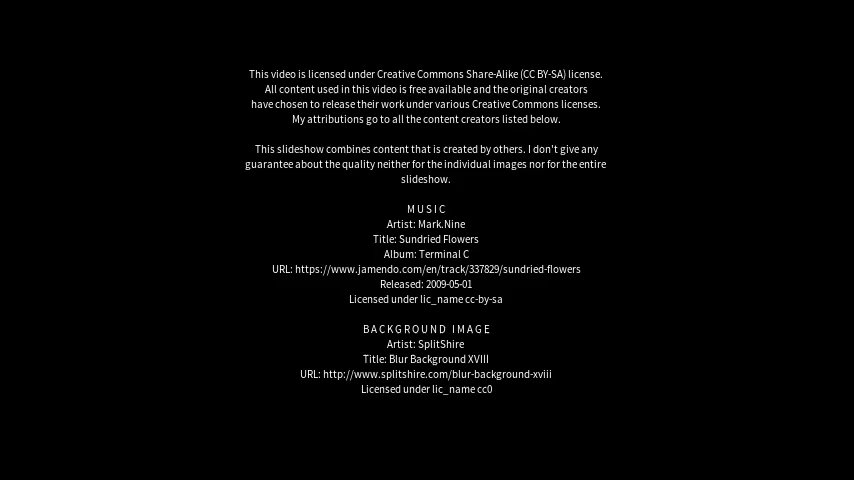 This video is licensed under Creative Commons Share-Alike (CC BY-SA) license.
All content used in this video is free available and the original creators
have chosen to release their work under various Creative Commons licenses.
My attributions go to all the content creators listed below.
This slideshow combines content that is created by others. I don't give any
guarantee about the quality neither for the individual images nor for the entire
slideshow.
MUSIC
Artist: Mark.Nine
Title: Sundried Flowers
Album: Terminal C
URL: https://www.jamendo.com/en/track/337829/sundried-flowers
Released: 2009-05-01
Licensed under lic_name cc-by-sa
BACKGROUND IMAGE
Artist: SplitShire
Title: Blur Background XVIII
URL: http://www.splitshire.com/blur-background-xviii
Licensed under lic_name cc0